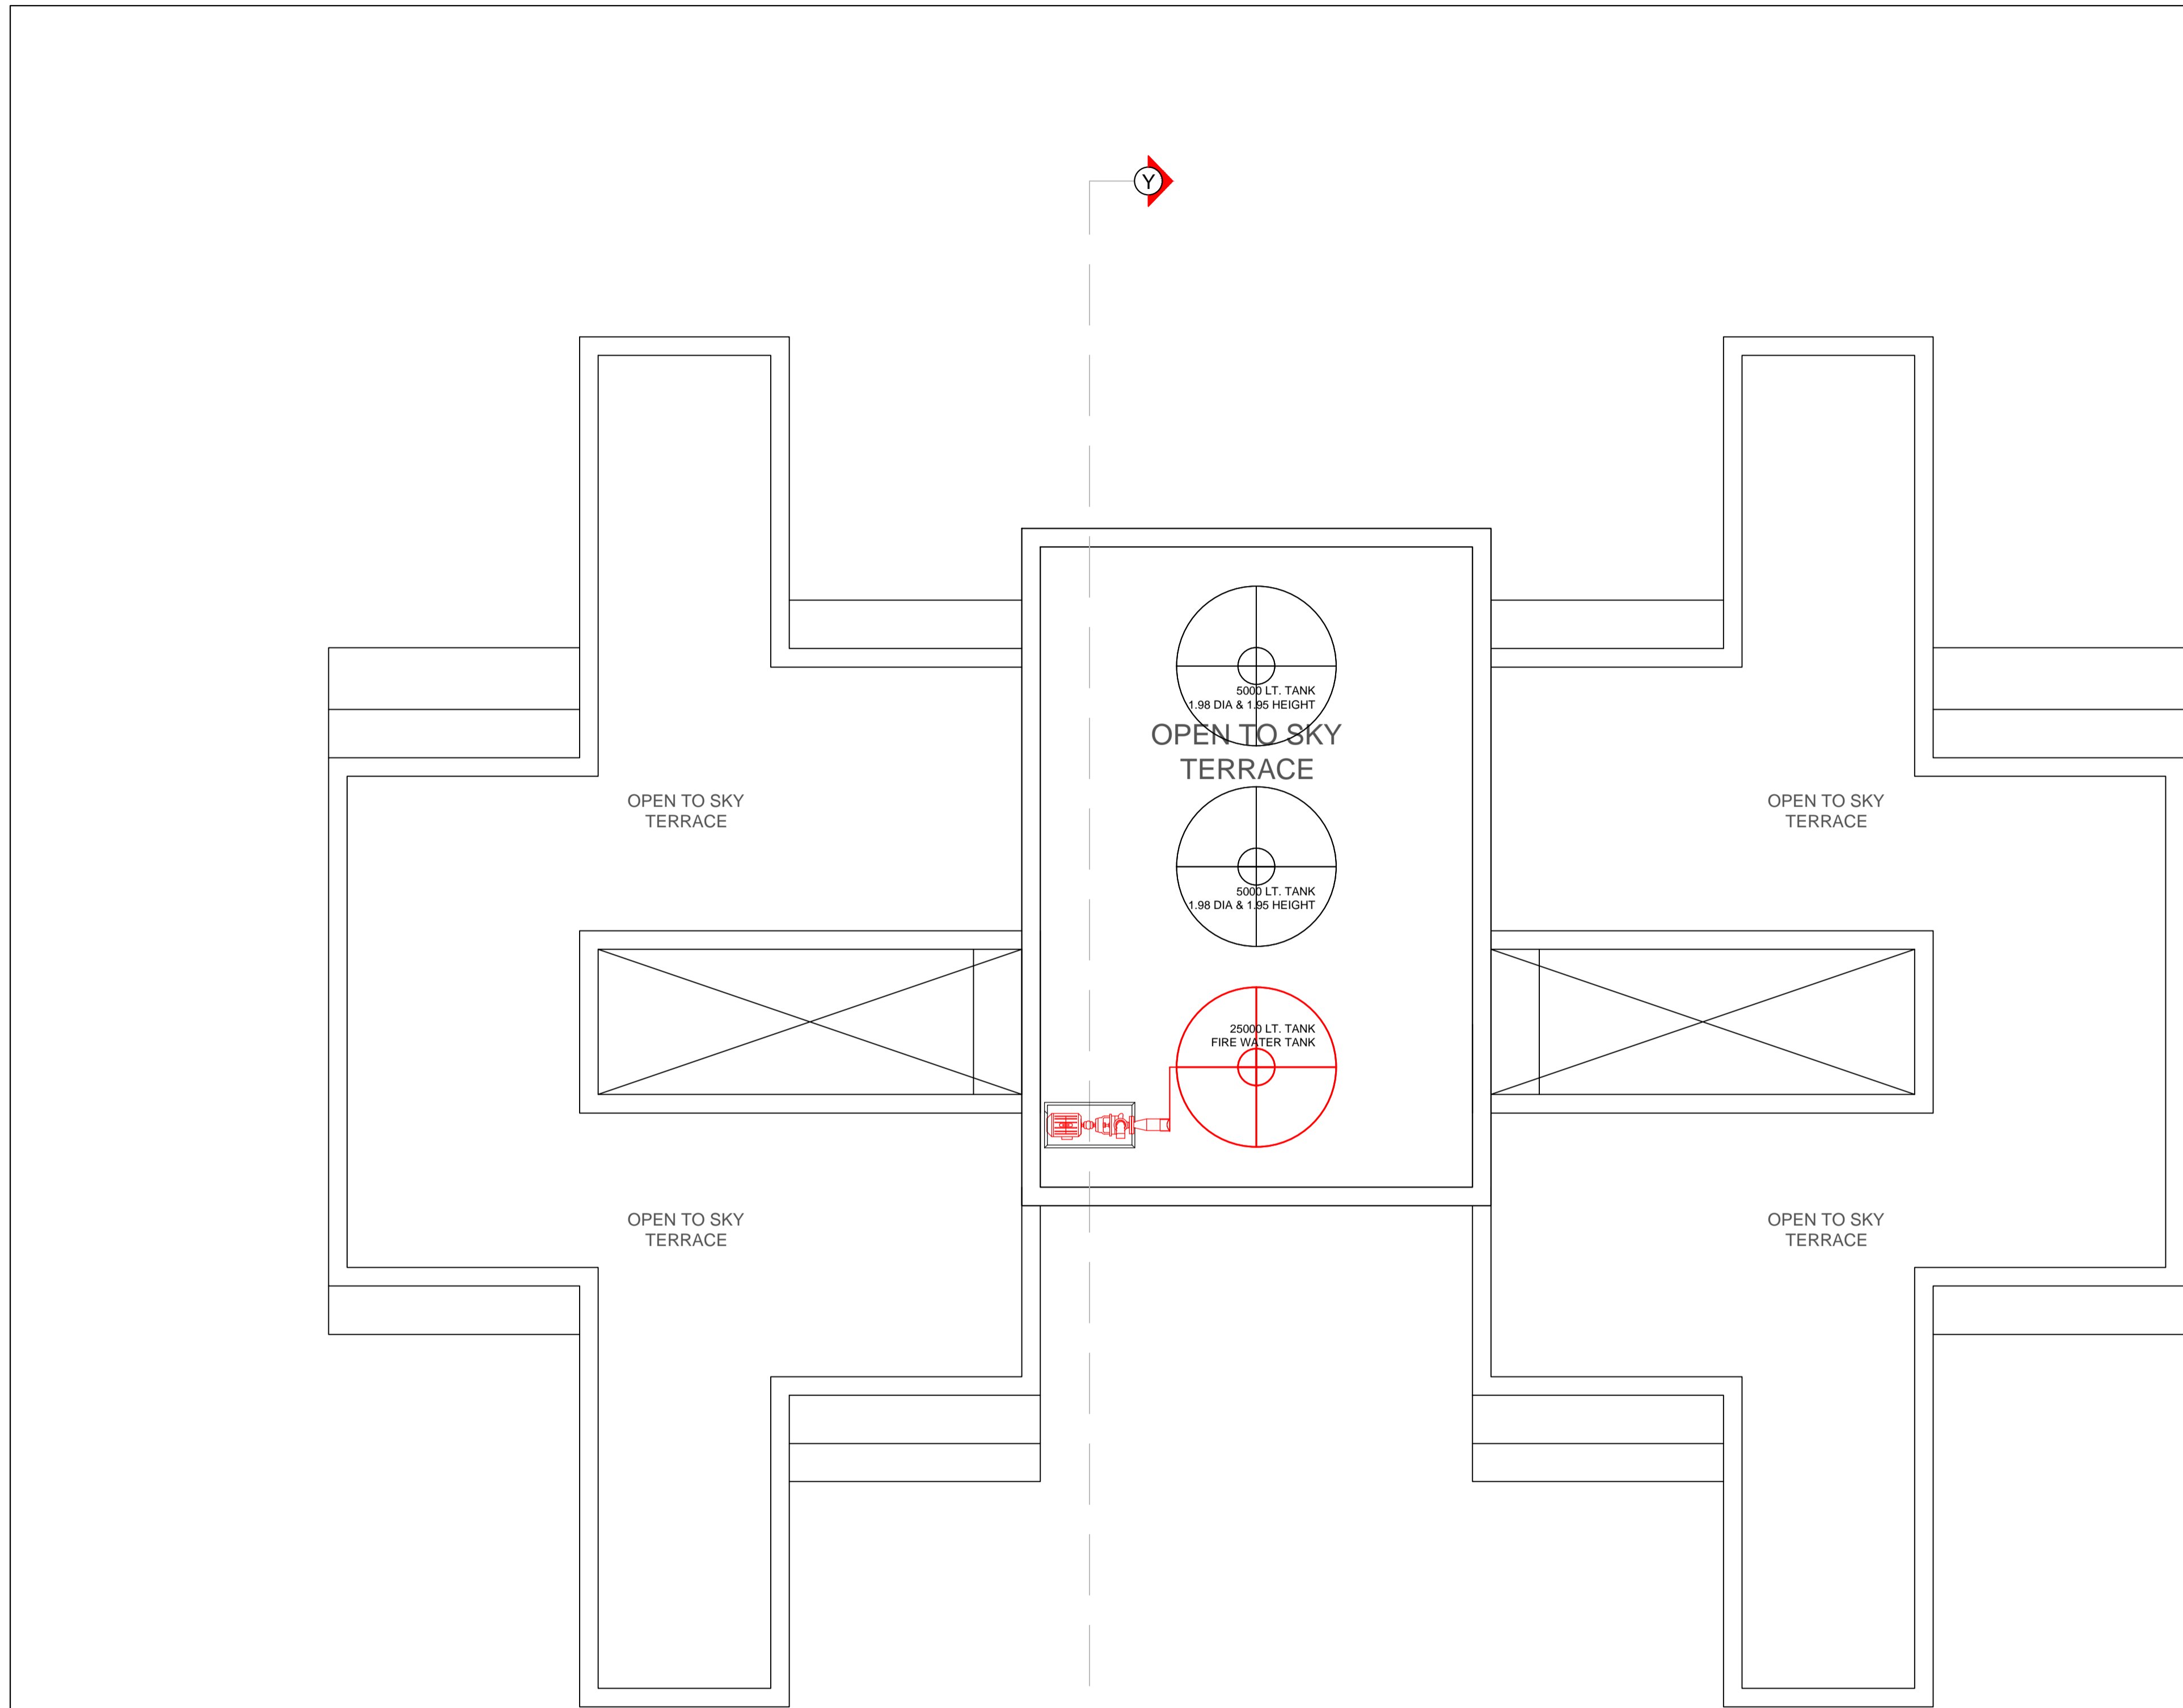 Y
5000 LT. TANK
1.98 DIA & 1.95 HEIGHT
OPEN TO SKY
TERRACE
OPEN TO SKY
TERRACE
OPEN TO SKY
TERRACE
5000 LT. TANK
1.98 DIA & 1.95 HEIGHT
25000 LT. TANK
FIRE WATER TANK
OPEN TO SKY
TERRACE
OPEN TO SKY
TERRACE